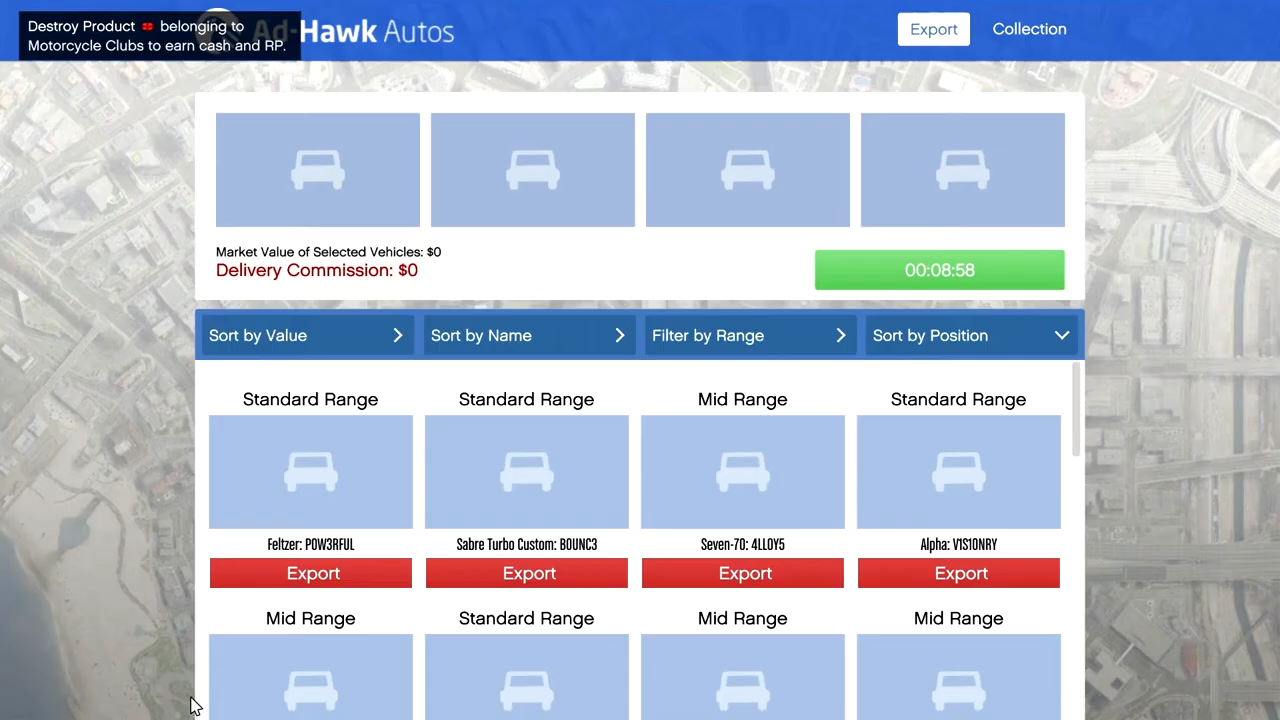 Destroy Product belonging to
Motorcycle Clubs to earn cash and RP.
Ad-Hawk Autos
Export
Collection
Market Value of Selected Vehicles: $0
Delivery Commission: $0
00:08:58
Sort by Value
Sort by Name
Filter by Range
Sort by Position
Standard Range
Standard Range
Mid Range
Standard Range
Feltzer: P0W3RFUL
Sabre Turbo Custom: B0UNC3
Seven-70: 4LL0Y5
Alpha: V1S10NRY
Export
Export
Export
Export
Mid Range
Standard Range
Mid Range
Mid Range